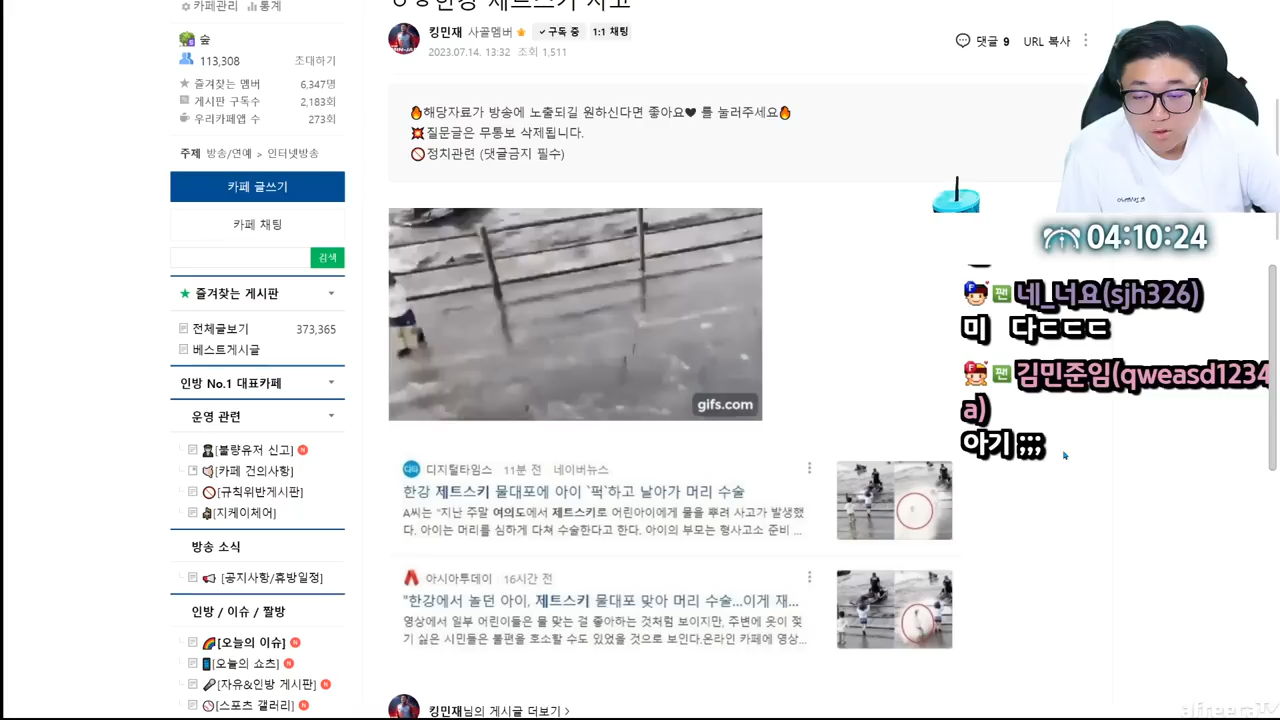 카페관리 통계
숲
113,308 초대하기
즐겨찾는 멤버 6,347명
게시판 구독수 2,183회
우리카페앱 수 273회
주제 방송/연예 > 인터넷방송
카페 글쓰기
카페 채팅
검색
즐겨찾는 게시판
전체글보기 373,365
베스트게시글
인방 No.1 대표카페
운영 관련
[불량유저 신고] N
[카페 건의사항]
[규칙위반게시판]
[지케이체어]
방송 소식
[공지사항/휴방일정]
인방 / 이슈 / 짤방
[오늘의 이슈] N
[오늘의 쇼츠] N
[자유&인방 게시판] N
[스포츠 갤러리] N
ㅇㅎ한강 제트스키 사고
킹민재 사골멤버 구독 중 1:1 채팅
2023.07.14. 13:32 조회 1,511
댓글 9 URL 복사
🔥해당자료가 방송에 노출되길 원하신다면 좋아요🖤 를 눌러주세요🔥
💥질문글은 무통보 삭제됩니다.
🚫정치관련 (댓글금지 필수)
gifs.com
디지털타임스 11분 전 네이버뉴스
한강 제트스키 물대포에 아이 `퍽`하고 날아가 머리 수술
A씨는 "지난 주말 여의도에서 제트스키로 어린아이에게 물을 뿌려 사고가 발생했
다. 아이는 머리를 심하게 다쳐 수술한다고 한다. 아이의 부모는 형사고소 준비 ...
아시아투데이 16시간 전
"한강에서 놀던 아이, 제트스키 물대포 맞아 머리 수술...이게 재...
영상에서 일부 어린이들은 물 맞는 걸 좋아하는 것처럼 보이지만, 주변에 옷이 젖
기 싫은 시민들은 불편을 호소할 수도 있었을 것으로 보인다.온라인 카페에 영상...
킹민재님의 게시글 더보기 >
04:10:24
F 팬 네_너요(sjh326)
미 다ㄷㄷㄷ
F 팬 김민준임(qweasd1234
a)
아기 ;;;
afreecaTV